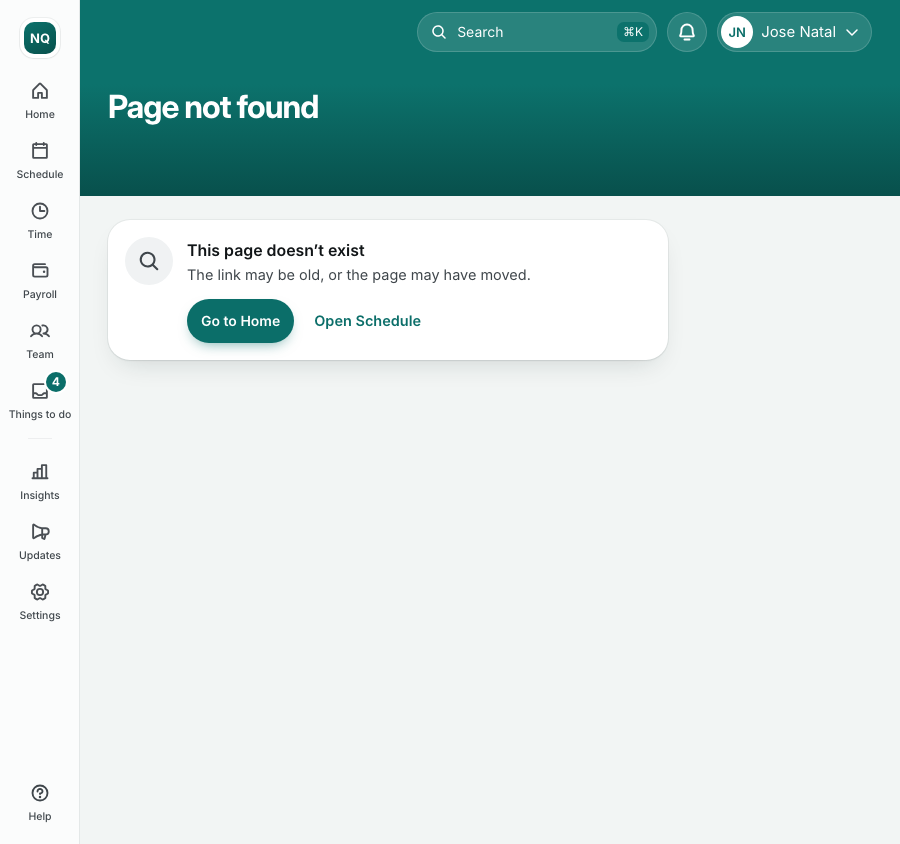 NQ
Search
⌘K
JN
Jose Natal
Home
Schedule
Time
Payroll
Team
4
Things to do
Insights
Updates
Settings
Help
Page not found
This page doesn’t exist
The link may be old, or the page may have moved.
Go to Home
Open Schedule